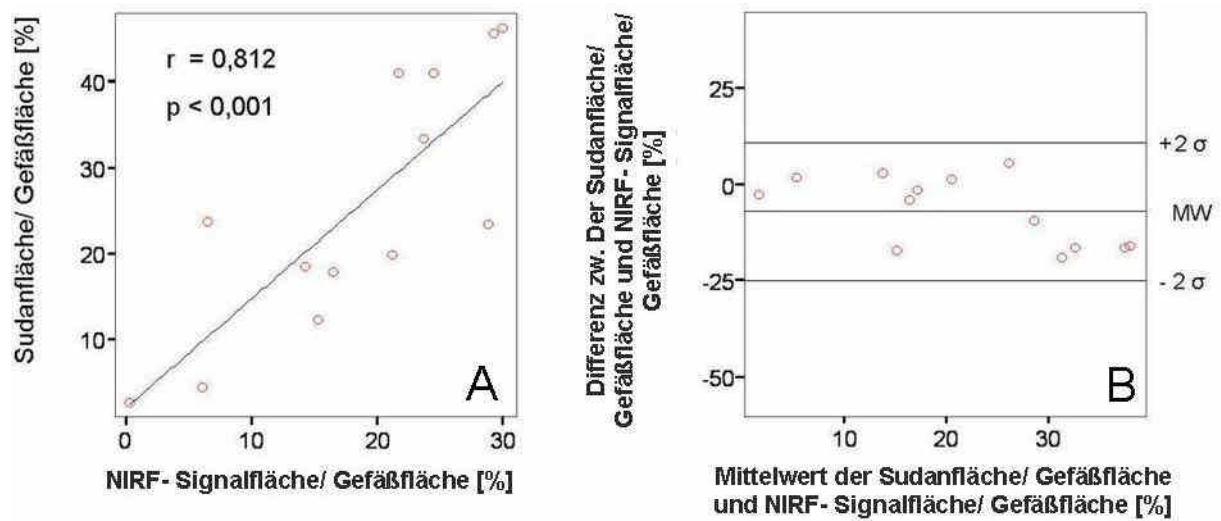 Sudanfläche/ Gefäßfläche [%]
40
30
20
10
r = 0,812
p < 0,001
A
0
10
20
30
NIRF- Signalfläche/ Gefäßfläche [%]
Differenz zw. Der Sudanfläche/
Gefäßfläche und NIRF- Signalfläche/
Gefäßfläche [%]
25
0
-25
-50
+2 σ
MW
- 2 σ
B
10
20
30
Mittelwert der Sudanfläche/ Gefäßfläche
und NIRF- Signalfläche/ Gefäßfläche [%]